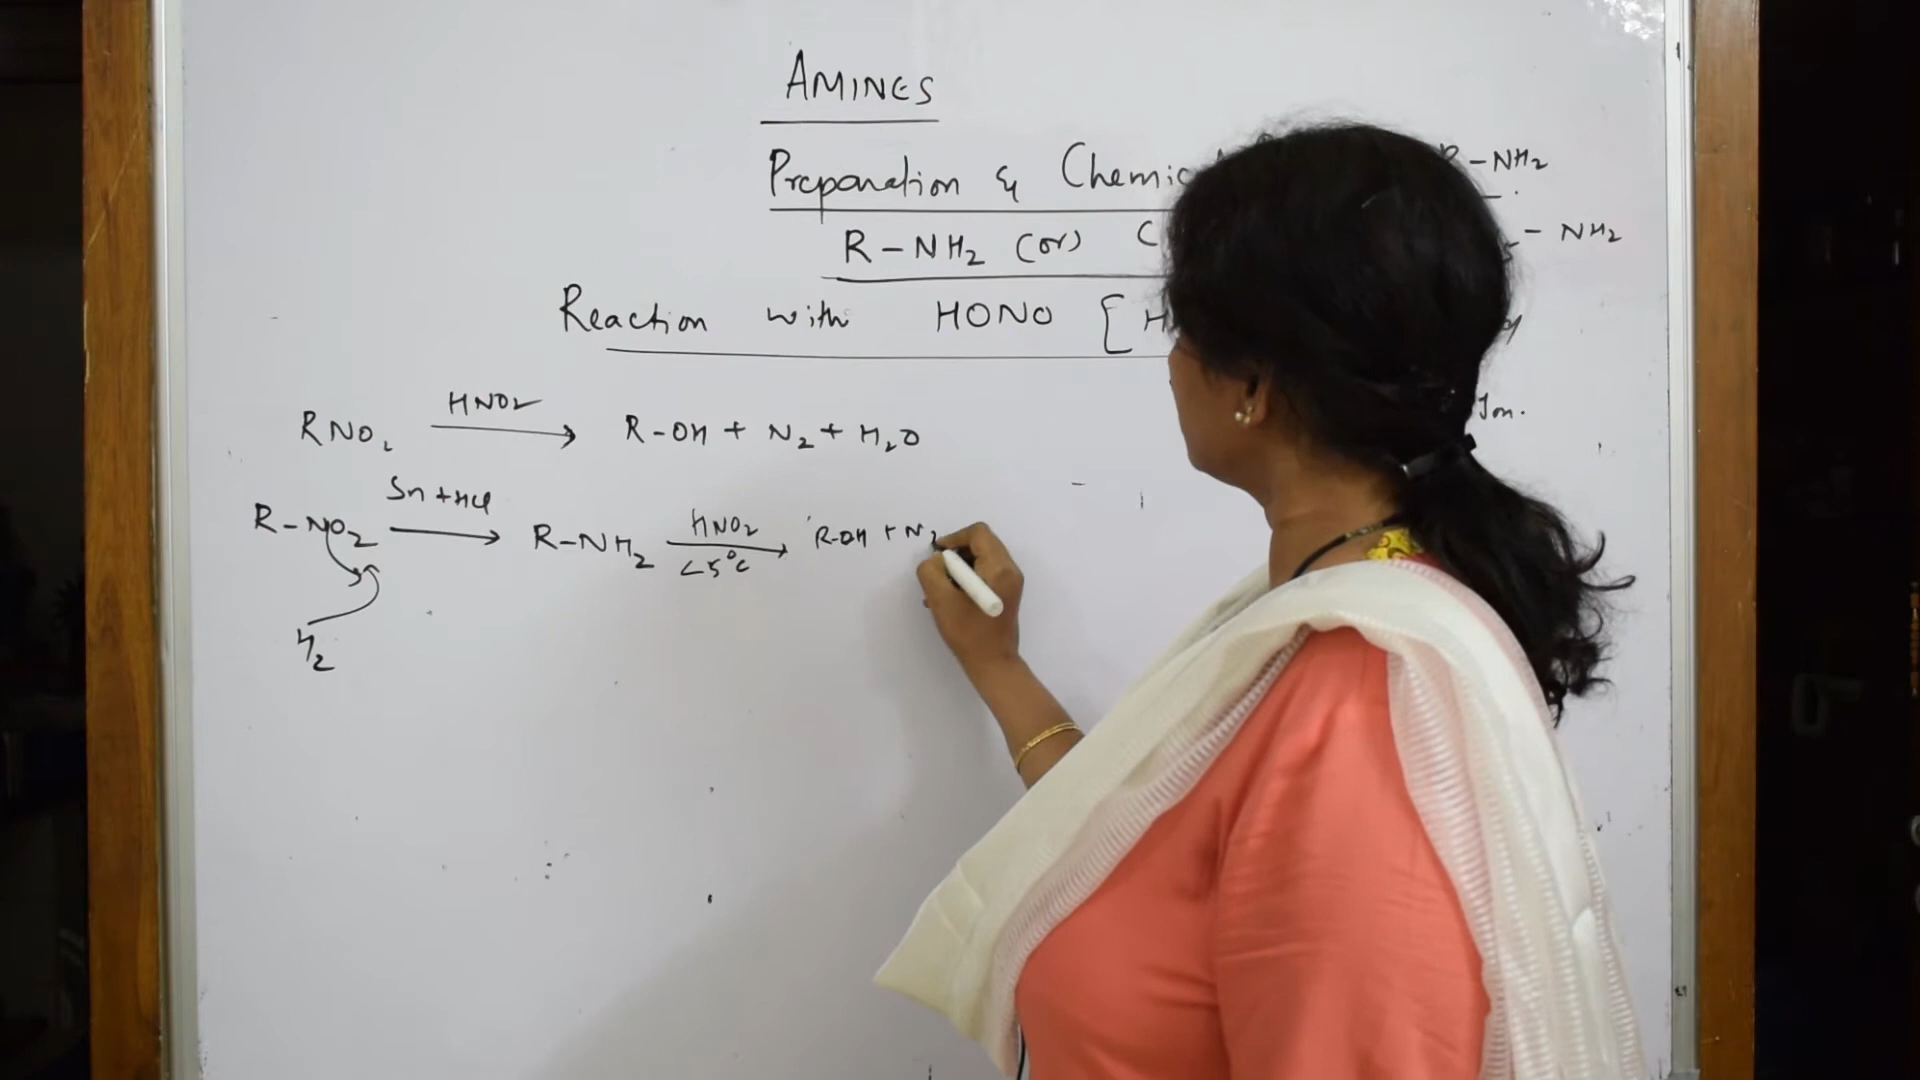 AMINES
Preparation & Chemic
R-NH₂
R-NH₂ (or) C
- NH₂
Reaction with HONO [H
RNO₂ HNO₂ → R-OH + N₂ + H₂O
Ion.
R-NO₂ Sn+HCl → R-NH₂ HNO₂ <5°C → R-OH + N₂